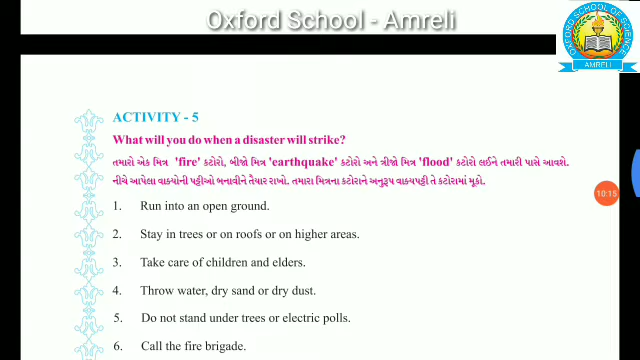 Oxford School - Amreli
OXFORD SCHOOL OF SCIENCE
AMRELI
ACTIVITY - 5
What will you do when a disaster will strike?
તમારો એક મિત્ર 'fire' કટોરો, બીજો મિત્ર 'earthquake' કટોરો અને ત્રીજો મિત્ર 'flood' કટોરો લઈને તમારી પાસે આવશે.
નીચે આપેલા વાક્યોની પટ્ટીઓ બનાવીને તૈયાર રાખો. તમારા મિત્રના કટોરાને અનુરૂપ વાક્યપટ્ટી તે કટોરામાં મૂકો.
10:15
1. Run into an open ground.
2. Stay in trees or on roofs or on higher areas.
3. Take care of children and elders.
4. Throw water, dry sand or dry dust.
5. Do not stand under trees or electric polls.
6. Call the fire brigade.